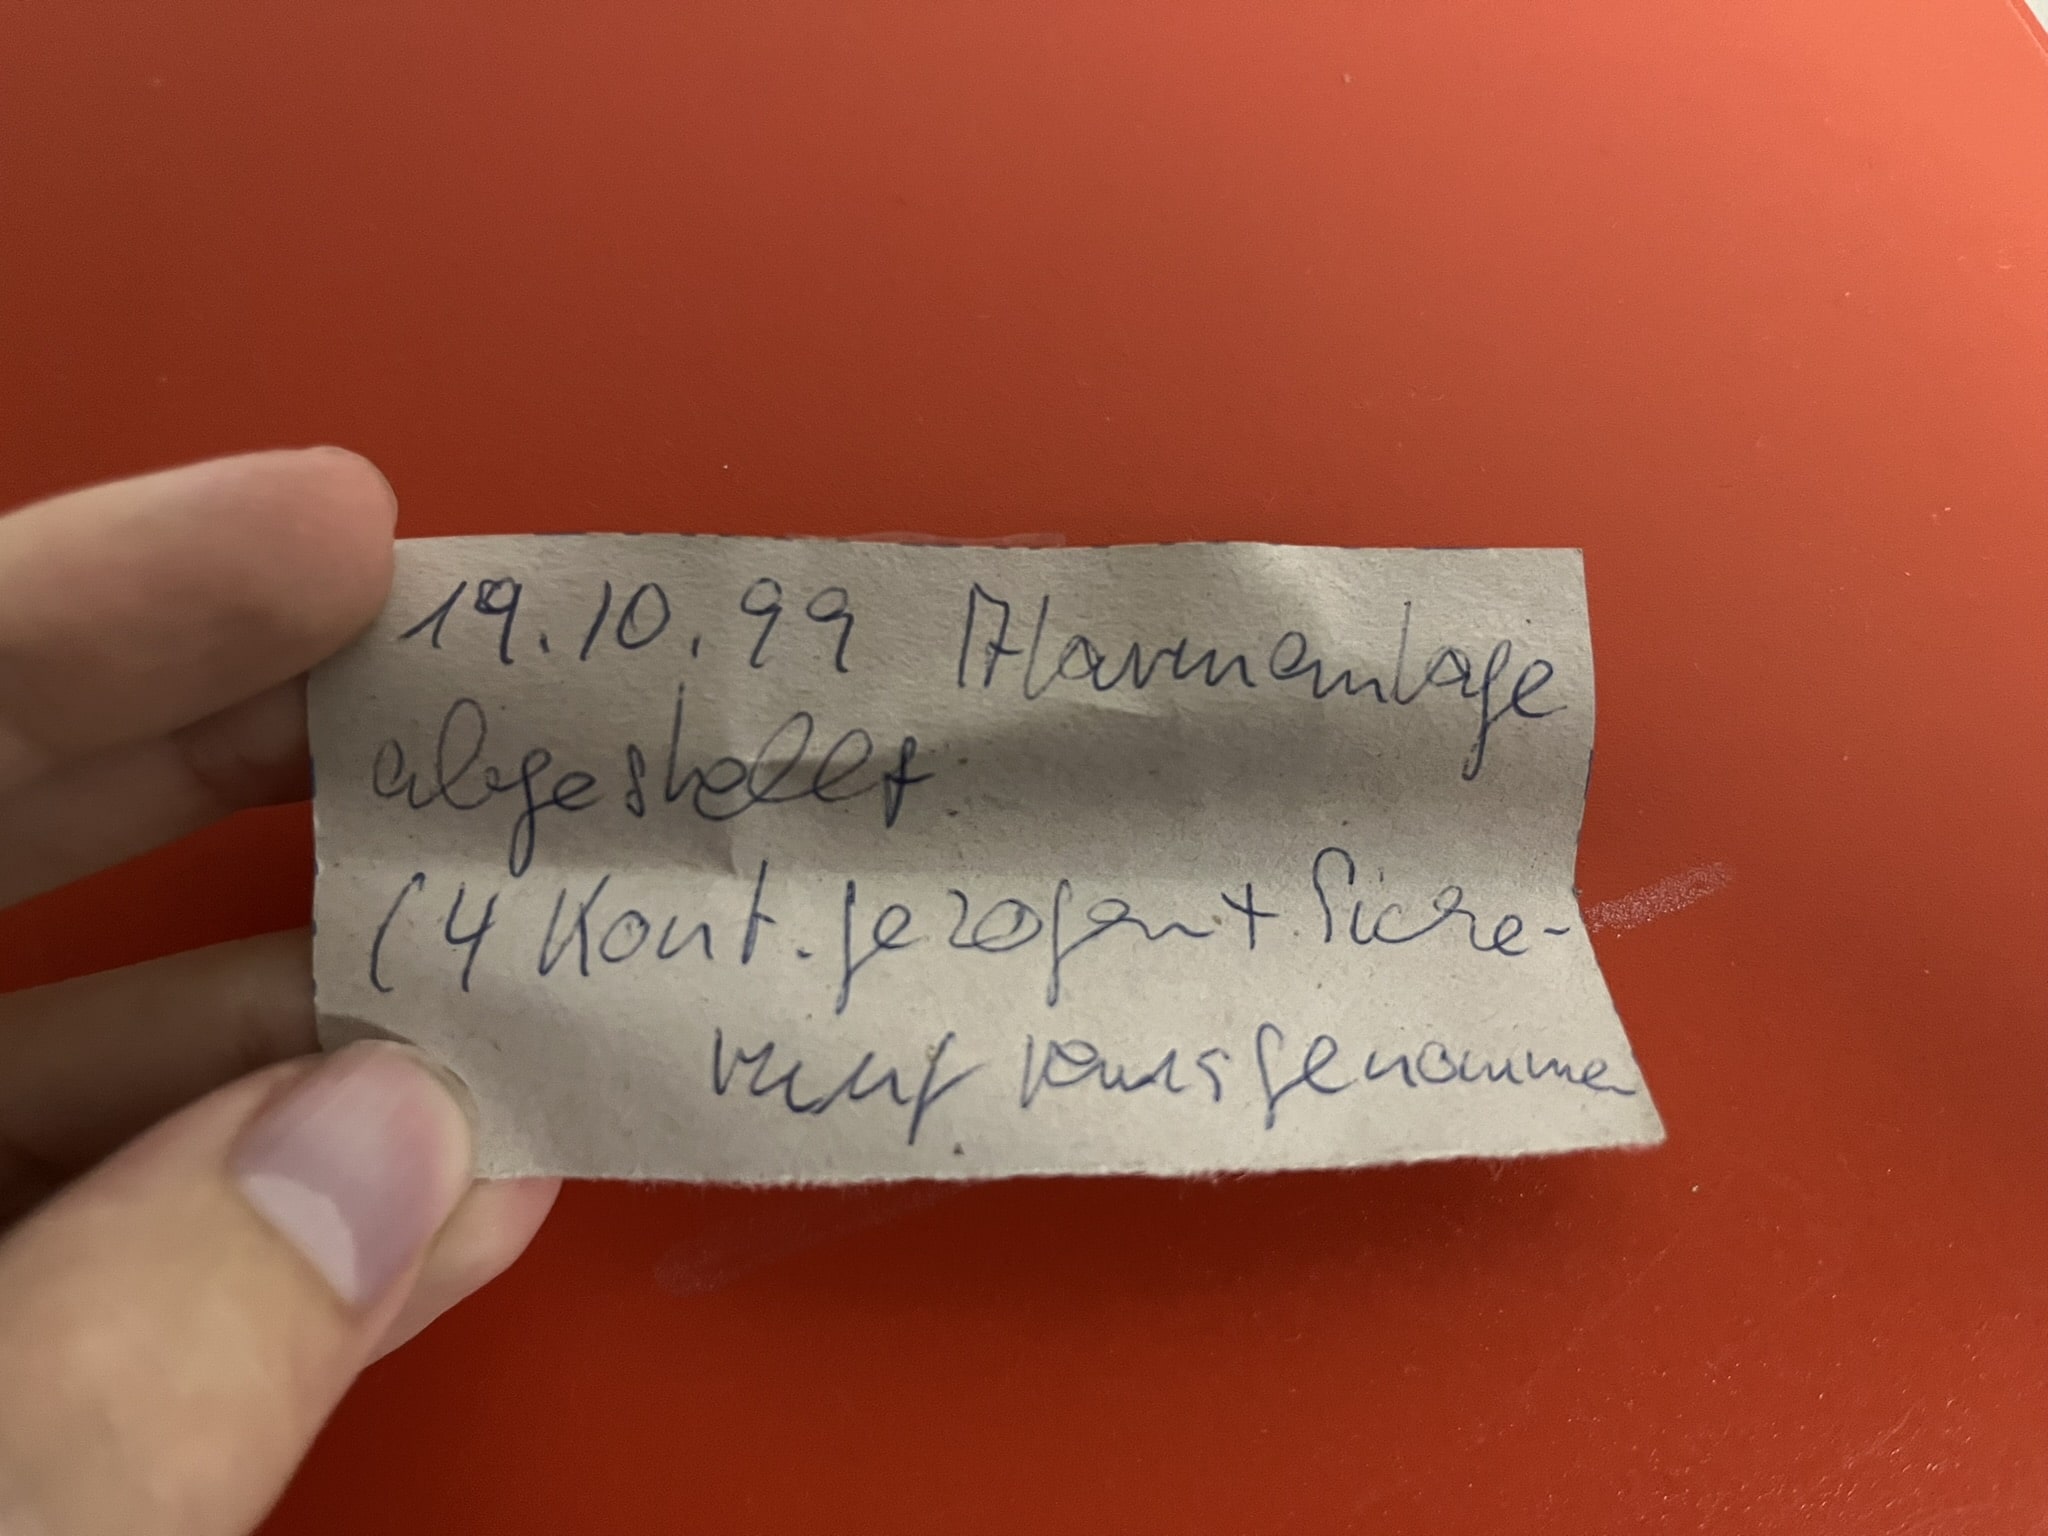 19.10.99 Alarmanlage
abgestellt
(4 Kont. gezogen + Siche-
rung rausgenommen